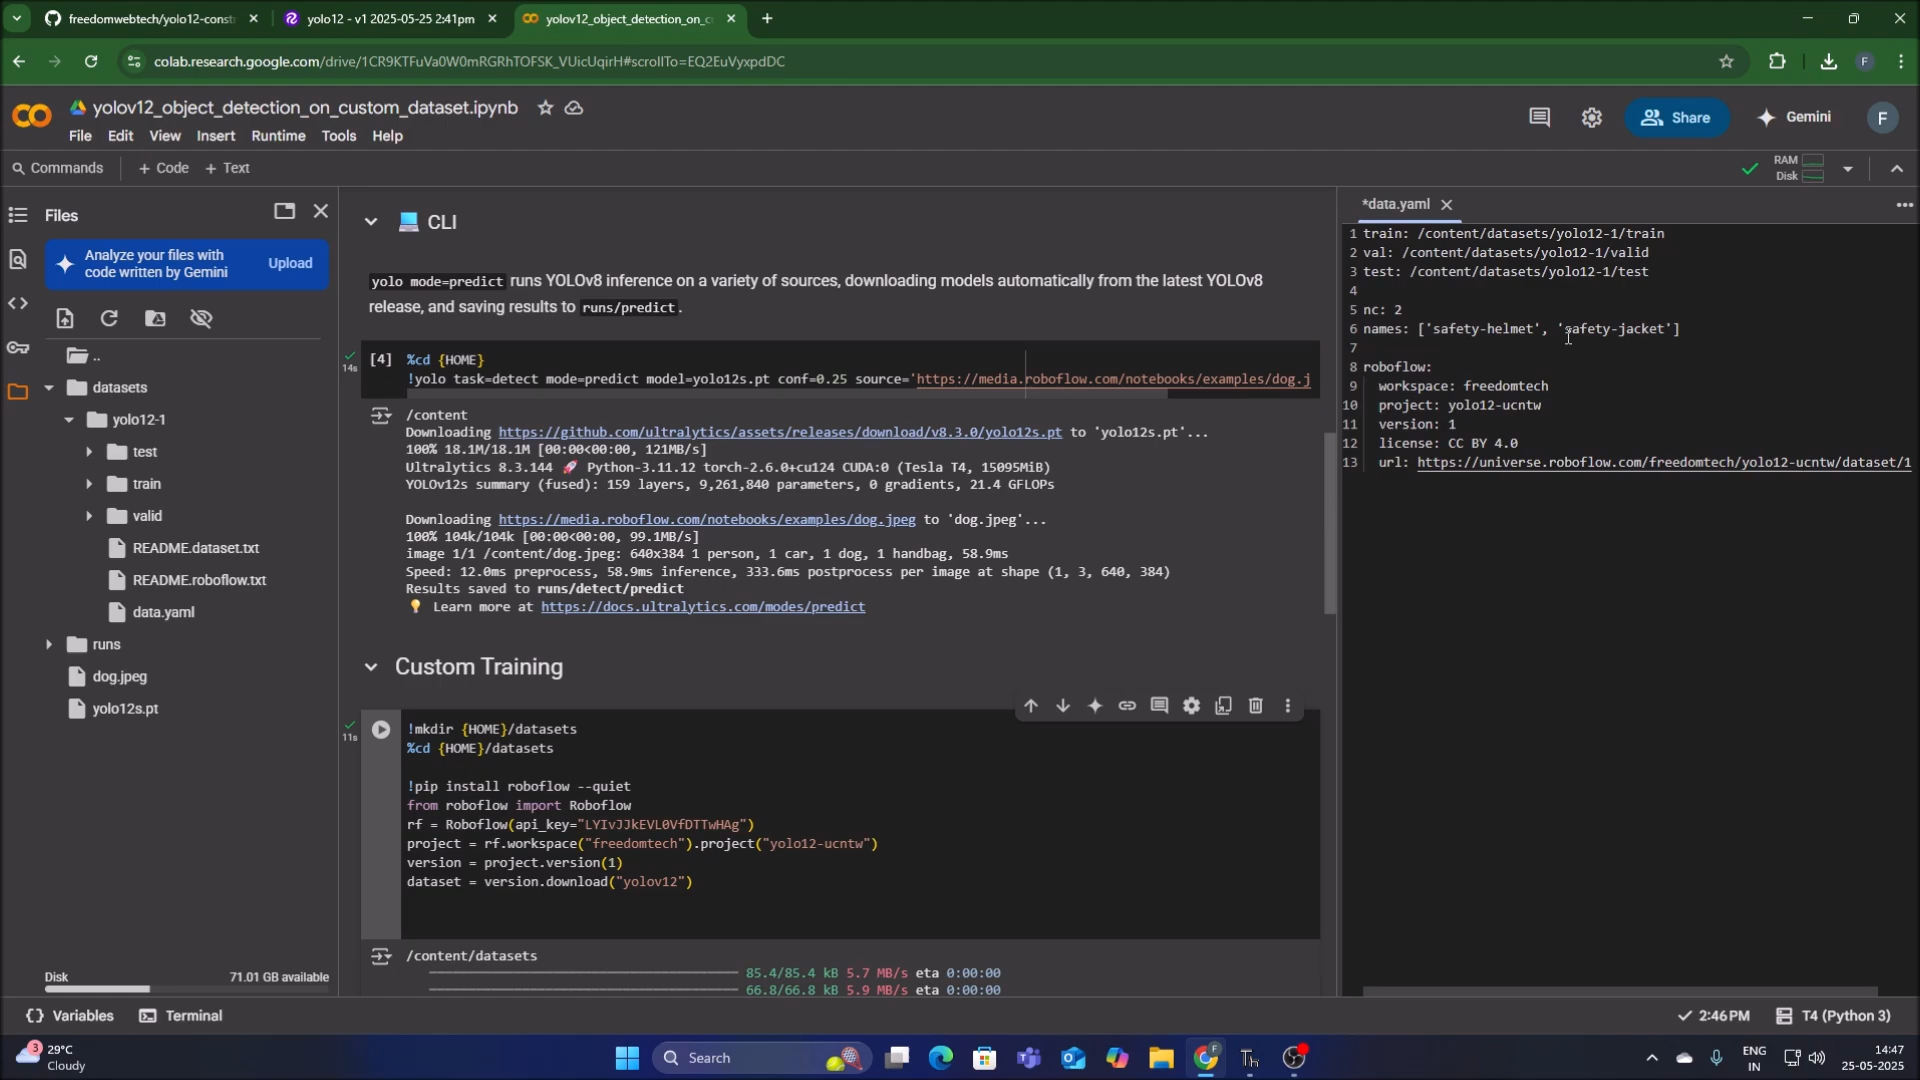 freedomwebtech/yolo12-constr
yolo12 - v1 2025-05-25 2:41pm
yolov12_object_detection_on_c
colab.research.google.com/drive/1CR9KTFuVa0W0mRGRhTOFSK_VUicUqirH#scrollTo=EQ2EuVyxpdDC
F
yolov12_object_detection_on_custom_dataset.ipynb
File Edit View Insert Runtime Tools Help
Share
Gemini
F
Commands
+ Code + Text
RAM
Disk
Files
Analyze your files with
code written by Gemini
Upload
..
datasets
yolo12-1
test
train
valid
README.dataset.txt
README.roboflow.txt
data.yaml
runs
dog.jpeg
yolo12s.pt
Disk 71.01 GB available
CLI
yolo mode=predict runs YOLOv8 inference on a variety of sources, downloading models automatically from the latest YOLOv8
release, and saving results to runs/predict.
14s
[4] %cd {HOME}
!yolo task=detect mode=predict model=yolo12s.pt conf=0.25 source='https://media.roboflow.com/notebooks/examples/dog.j
/content
Downloading https://github.com/ultralytics/assets/releases/download/v8.3.0/yolo12s.pt to 'yolo12s.pt'...
100% 18.1M/18.1M [00:00<00:00, 121MB/s]
Ultralytics 8.3.144 🚀 Python-3.11.12 torch-2.6.0+cu124 CUDA:0 (Tesla T4, 15095MiB)
YOLOv12s summary (fused): 159 layers, 9,261,840 parameters, 0 gradients, 21.4 GFLOPs
Downloading https://media.roboflow.com/notebooks/examples/dog.jpeg to 'dog.jpeg'...
100% 104k/104k [00:00<00:00, 99.1MB/s]
image 1/1 /content/dog.jpeg: 640x384 1 person, 1 car, 1 dog, 1 handbag, 58.9ms
Speed: 12.0ms preprocess, 58.9ms inference, 333.6ms postprocess per image at shape (1, 3, 640, 384)
Results saved to runs/detect/predict
💡 Learn more at https://docs.ultralytics.com/modes/predict
Custom Training
11s
!mkdir {HOME}/datasets
%cd {HOME}/datasets
!pip install roboflow --quiet
from roboflow import Roboflow
rf = Roboflow(api_key="LYIvJJkEVL0VfDTTwHAg")
project = rf.workspace("freedomtech").project("yolo12-ucntw")
version = project.version(1)
dataset = version.download("yolov12")
/content/datasets
85.4/85.4 kB 5.7 MB/s eta 0:00:00
66.8/66.8 kB 5.9 MB/s eta 0:00:00
*data.yaml
1 train: /content/datasets/yolo12-1/train
2 val: /content/datasets/yolo12-1/valid
3 test: /content/datasets/yolo12-1/test
4
5 nc: 2
6 names: ['safety-helmet', 'safety-jacket']
7
8 roboflow:
9 workspace: freedomtech
10 project: yolo12-ucntw
11 version: 1
12 license: CC BY 4.0
13 url: https://universe.roboflow.com/freedomtech/yolo12-ucntw/dataset/1
Variables
Terminal
2:46 PM
T4 (Python 3)
3
29°C
Cloudy
Search
ENG
IN
14:47
25-05-2025